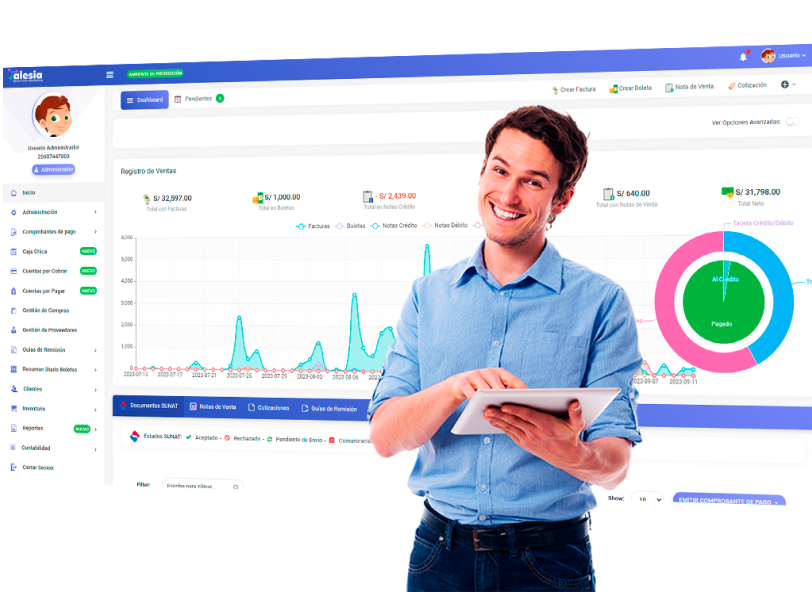 alesia
AMBIENTE DE PRODUCCIÓN
Usuario
Dashboard
Pendientes
Crear Factura
Crear Boleta
Nota de Venta
Cotización
Ver Opciones Avanzadas:
Usuario Administrador
20607447803
Administrador
Inicio
Administración
Comprobantes de pago
Caja Chica NUEVO
Cuentas por Cobrar NUEVO
Cuentas por Pagar NUEVO
Gestión de Compras
Gestión de Proveedores
Guías de Remisión
Resumen Diario Boletas
Clientes
Inventario
Reportes NUEVO
Contabilidad
Cerrar Sesión
Registro de Ventas
S/ 32,597.00
Total con Facturas
S/ 1,000.00
Total en Boletas
- S/ 2,439.00
Total en Notas Crédito
S/ 640.00
Total con Notas de Venta
S/ 31,798.00
Total Neto
Facturas
Boletas
Notas Crédito
Notas Débito
6,000
5,000
4,000
3,000
2,000
1,000
0
2023-07-13 2023-07-17 2023-07-21 2023-07-25 2023-07-29 2023-08-02 2023-08-06
2023-09-07 2023-09-11
Tarjeta Crédito/Débito
Al Crédito
Pagado
Documentos SUNAT
Notas de Venta
Cotizaciones
Guías de Remisión
Estados SUNAT: Aceptado - Rechazado - Pendiente de Envío -
Filter:
Show: 10
EMITIR COMPROBANTE DE PAGO